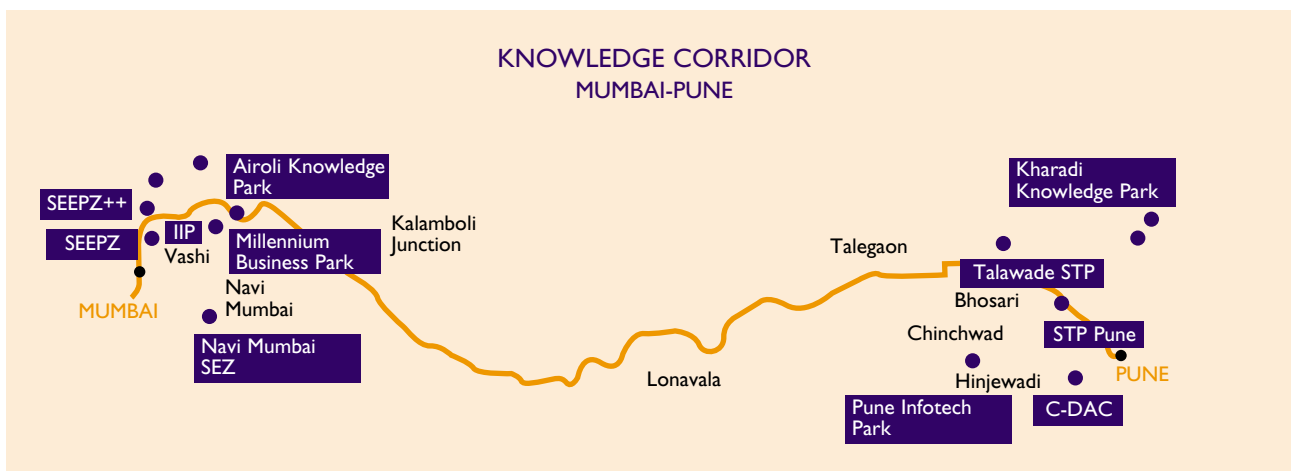 KNOWLEDGE CORRIDOR
MUMBAI-PUNE
Airoli Knowledge
Park
SEEPZ++
SEEPZ
IIP
Vashi
Millennium
Business Park
Kalamboli
Junction
Navi
Mumbai
MUMBAI
Navi Mumbai
SEZ
Lonavala
Talegaon
Kharadi
Knowledge Park
Talawade STP
Bhosari
Chinchwad
STP Pune
Hinjewadi
PUNE
Pune Infotech
Park
C-DAC